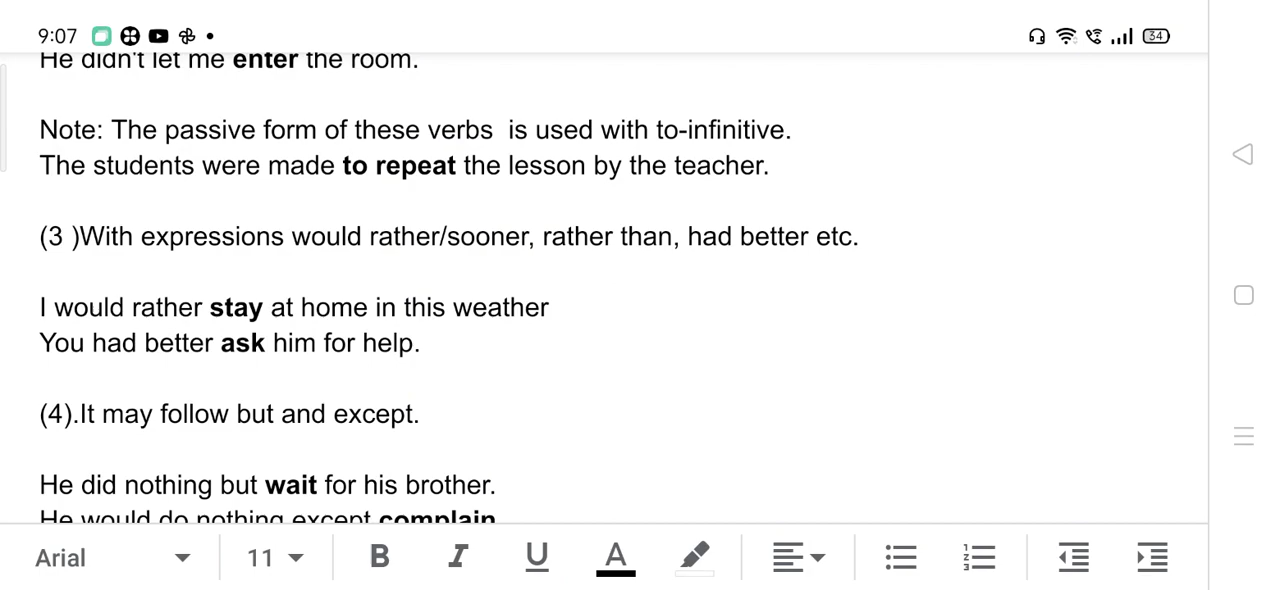 9:07
34
He didn't let me enter the room.
Note: The passive form of these verbs  is used with to-infinitive.
The students were made to repeat the lesson by the teacher.
(3 )With expressions would rather/sooner, rather than, had better etc.
I would rather stay at home in this weather
You had better ask him for help.
(4).It may follow but and except.
He did nothing but wait for his brother.
He would do nothing except complain
Arial 11 B I U A